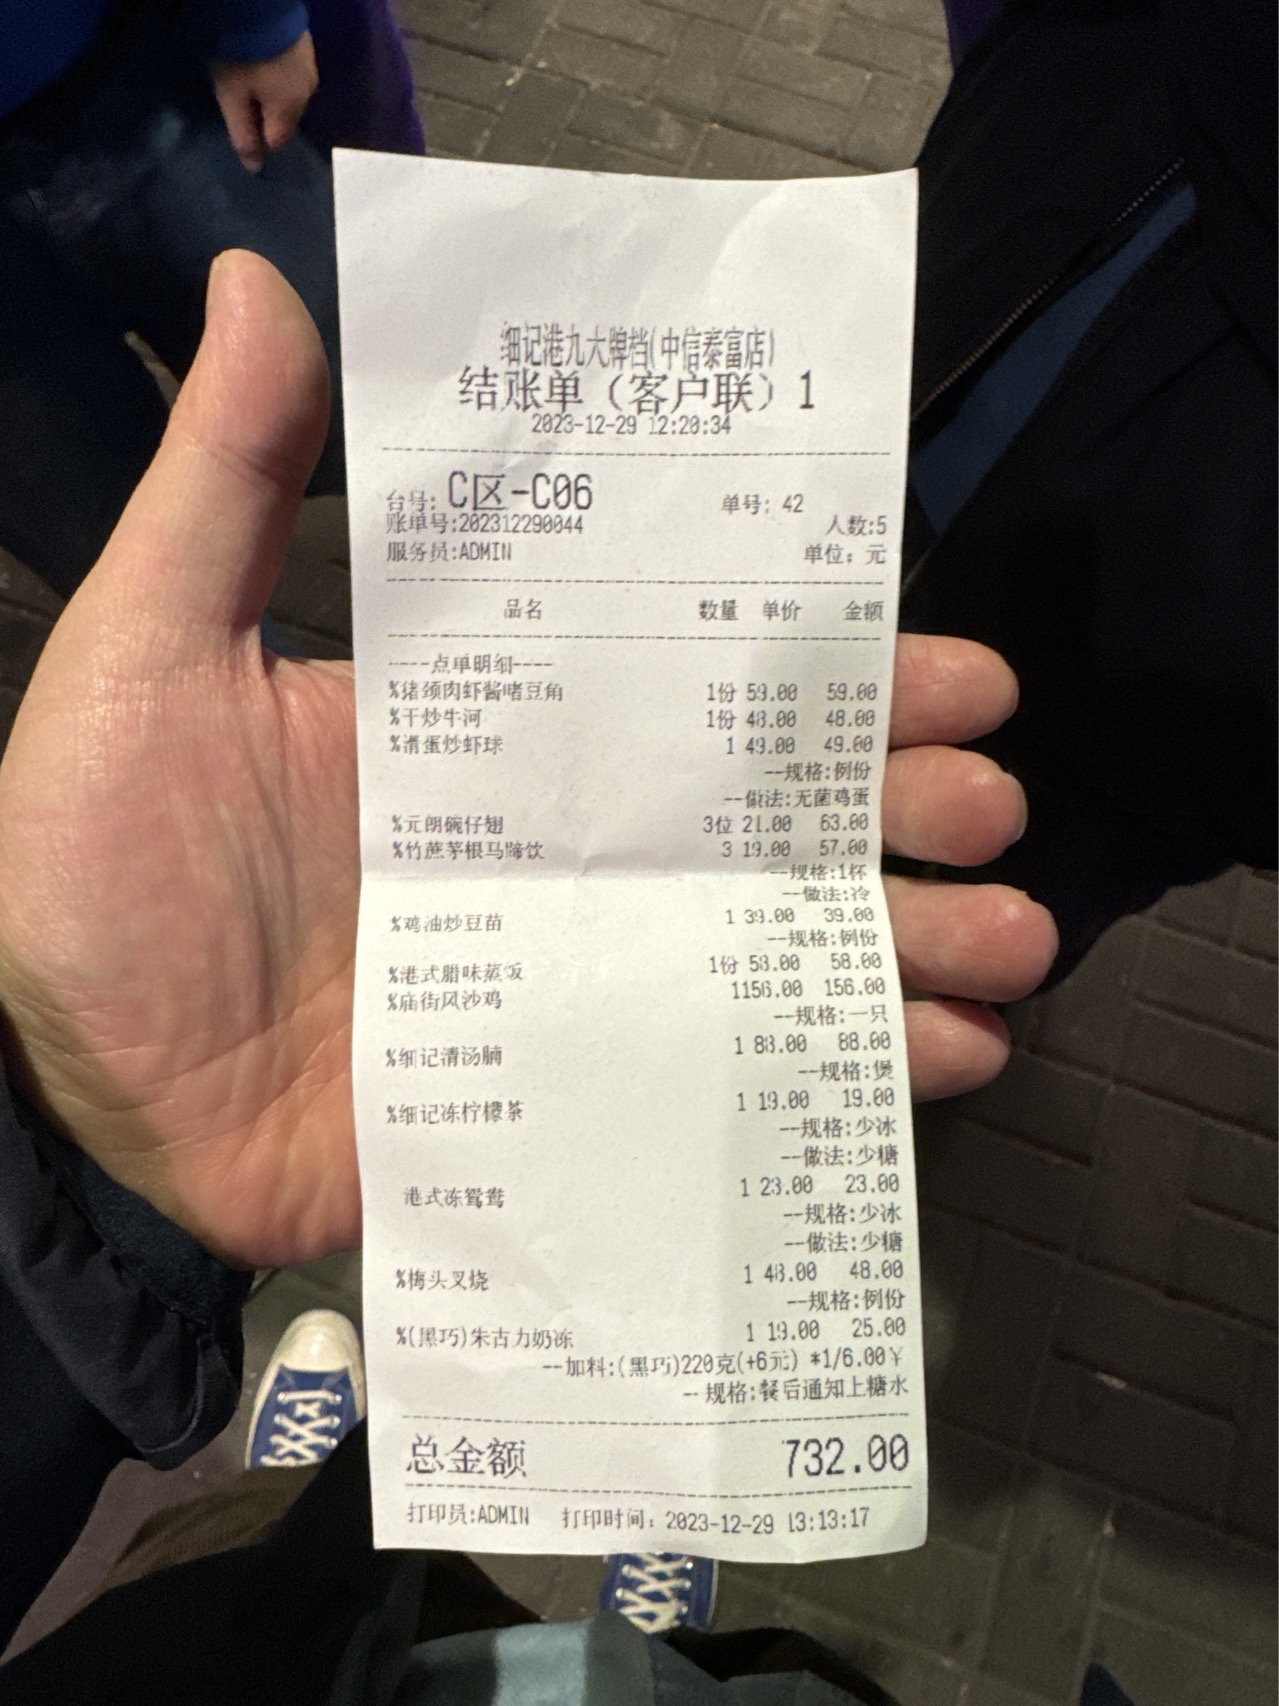 细记港九大牌档(中信泰富店)
结账单（客户联）1
2023-12-29 12:20:34
台号: C区-C06 单号: 42
账单号:202312290044 人数:5
服务员:ADMIN 单位: 元
品名 数量 单价 金额
----点单明细----
%猪颈肉虾酱啫豆角 1份 59.00 59.00
%干炒牛河 1份 48.00 48.00
%滑蛋炒虾球 1 49.00 49.00
--规格:例份
--做法:无菌鸡蛋
%元朗碗仔翅 3位 21.00 63.00
%竹蔗茅根马蹄饮 3 19.00 57.00
--规格:1杯
--做法:冷
%鸡油炒豆苗 1 39.00 39.00
--规格:例份
%港式腊味蒸饭 1份 58.00 58.00
%庙街风沙鸡 1156.00 156.00
--规格:一只
%细记清汤腩 1 88.00 88.00
--规格:煲
%细记冻柠檬茶 1 19.00 19.00
--规格:少冰
--做法:少糖
港式冻鸳鸯 1 23.00 23.00
--规格:少冰
--做法:少糖
%梅头叉烧 1 48.00 48.00
--规格:例份
%(黑巧)朱古力奶冻 1 19.00 25.00
--加料:(黑巧)220克(+6元) *1/6.00￥
--规格:餐后通知上糖水
总金额 732.00
打印员:ADMIN 打印时间: 2023-12-29 13:13:17